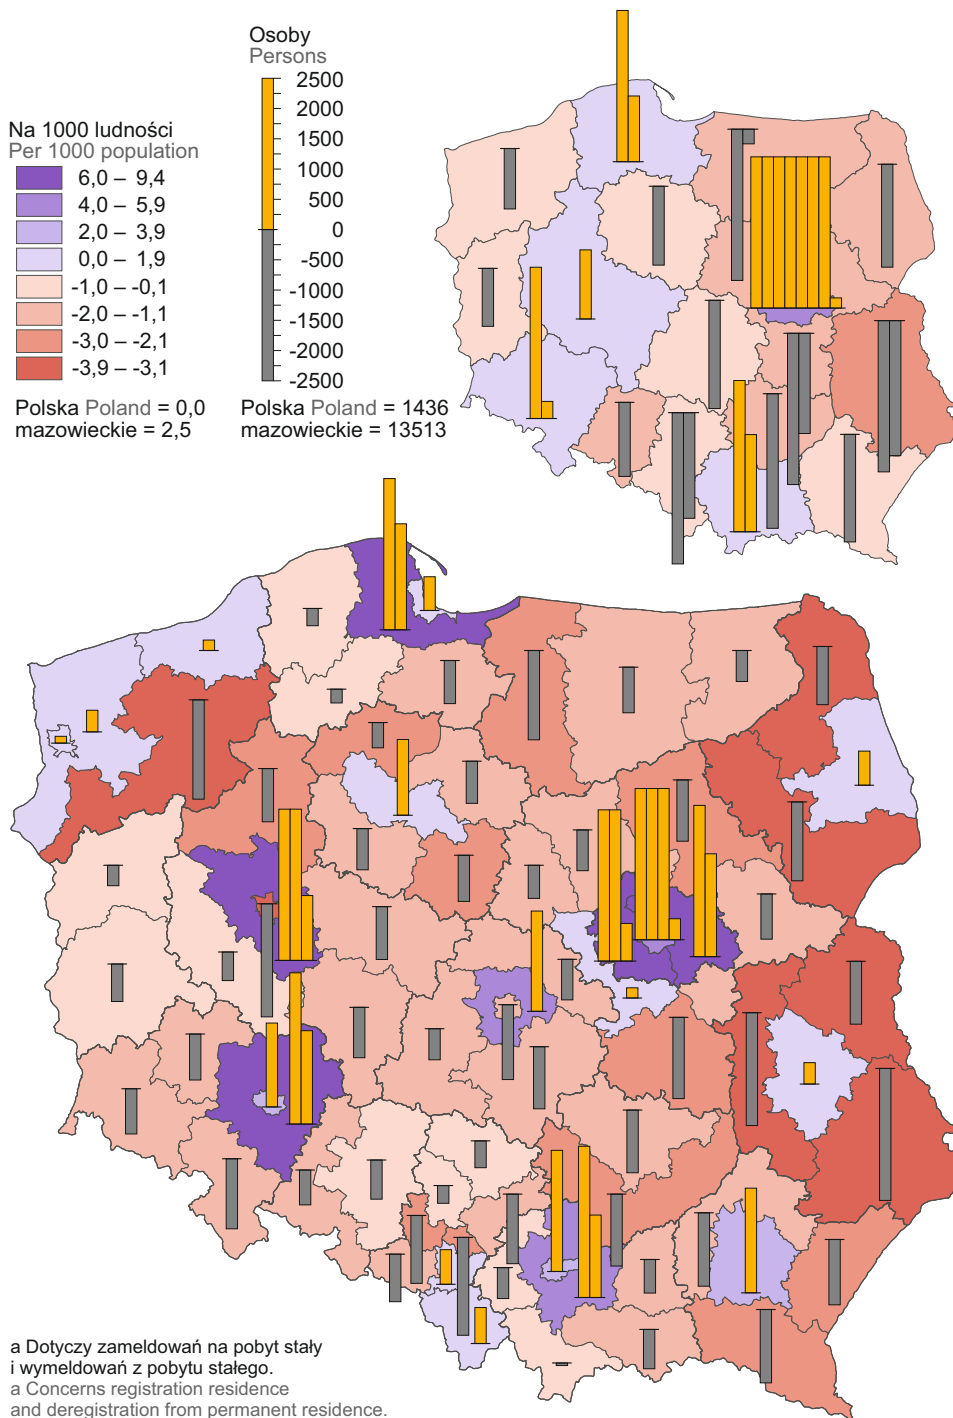 Osoby
Persons
2500
2000
1500
1000
500
0
-500
-1000
-1500
-2000
-2500
Na 1000 ludności
Per 1000 population
6,0 – 9,4
4,0 – 5,9
2,0 – 3,9
0,0 – 1,9
-1,0 – -0,1
-2,0 – -1,1
-3,0 – -2,1
-3,9 – -3,1
Polska Poland = 0,0
mazowieckie = 2,5
Polska Poland = 1436
mazowieckie = 13513
a Dotyczy zameldowań na pobyt stały
i wymeldowań z pobytu stałego.
a Concerns registration residence
and deregistration from permanent residence.